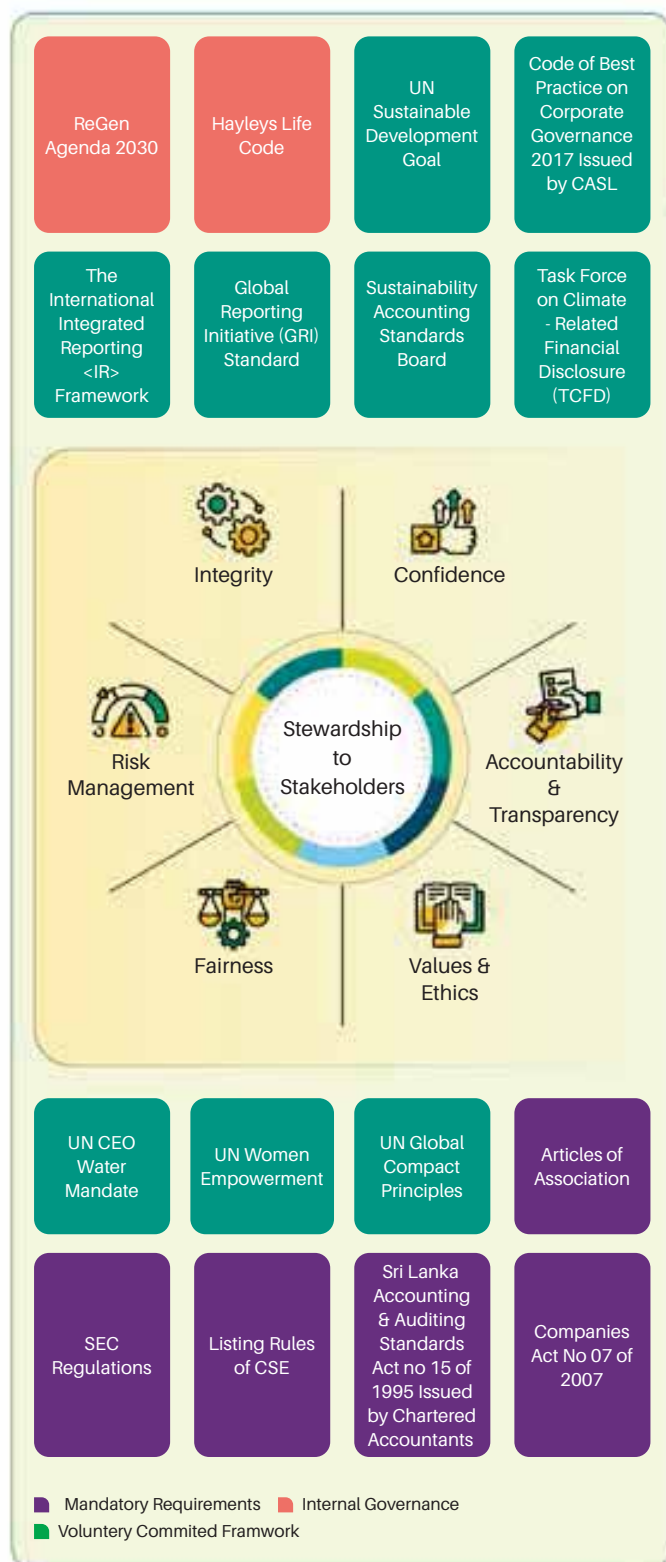 ReGen
Agenda 2030
Hayleys Life
Code
UN
Sustainable
Development
Goal
Code of Best
Practice on
Corporate
Governance
2017 Issued
by CASL
The
International
Integrated
Reporting
<IR>
Framework
Global
Reporting
Initiative (GRI)
Standard
Sustainability
Accounting
Standards
Board
Task Force
on Climate
- Related
Financial
Disclosure
(TCFD)
Integrity
Confidence
Risk
Management
Stewardship
to
Stakeholders
Accountability
&
Transparency
Fairness
Values &
Ethics
UN CEO
Water
Mandate
UN Women
Empowerment
UN Global
Compact
Principles
Articles of
Association
SEC
Regulations
Listing Rules
of CSE
Sri Lanka
Accounting
& Auditing
Standards
Act no 15 of
1995 Issued
by Chartered
Accountants
Companies
Act No 07 of
2007
Mandatory Requirements
Internal Governance
Voluntery Commited Framwork